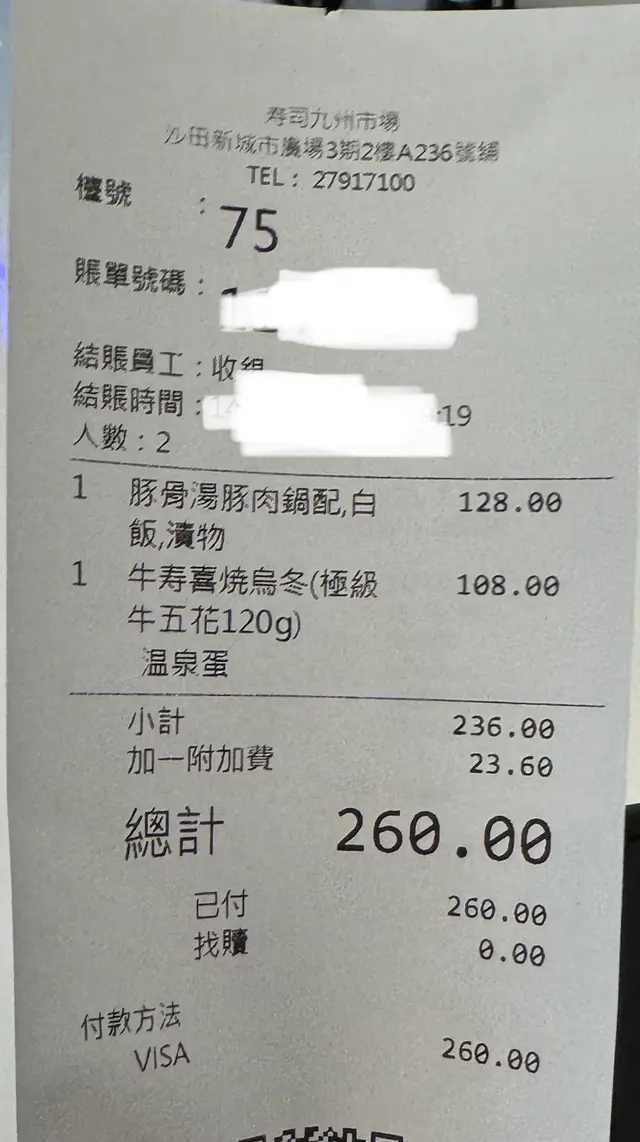 寿司九州市場
沙田新城市廣場3期2樓A236號鋪
TEL： 27917100
檯號 : 75
賬單號碼 :
結賬員工 : 收銀
結賬時間 : 19
人數 : 2
1 豚骨湯豚肉鍋配,白 128.00
飯,漬物
1 牛寿喜焼烏冬(極級 108.00
牛五花120g)
温泉蛋
小計 236.00
加一附加費 23.60
總計 260.00
已付 260.00
找贖 0.00
付款方法
VISA 260.00